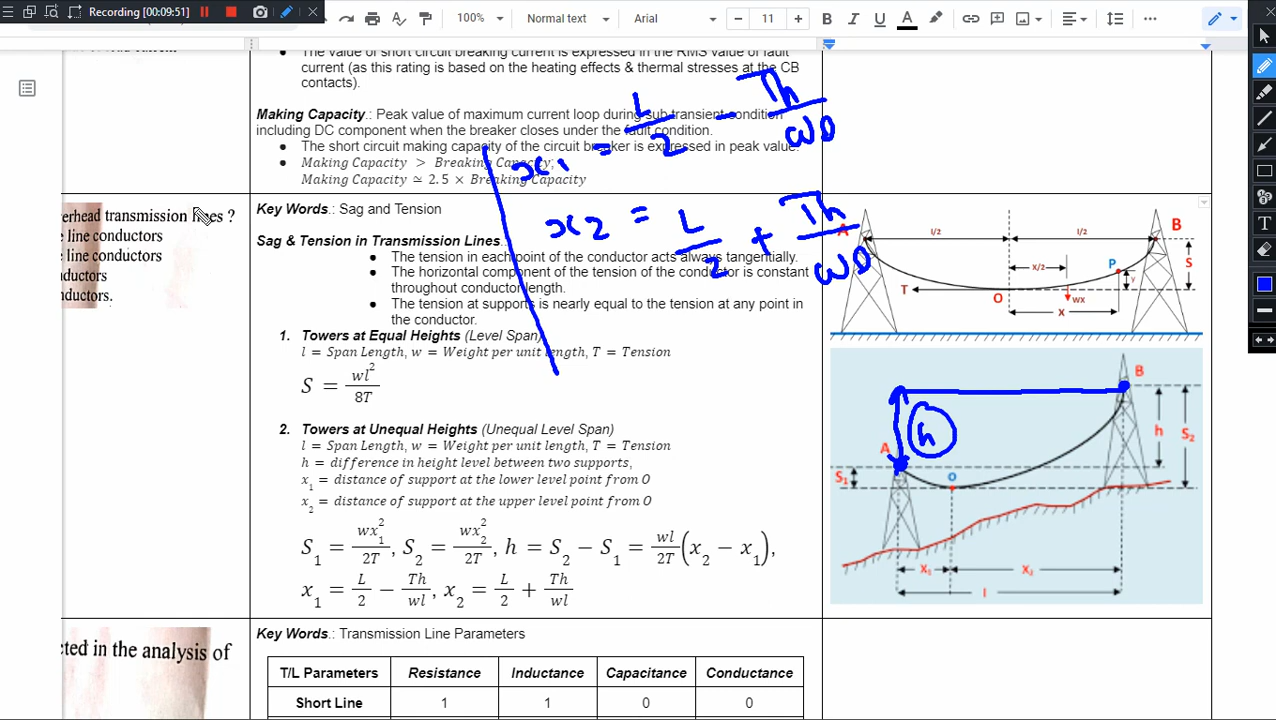 Recording [00:09:51]
100%
Normal text
Arial
11
B I U A
The value of short circuit breaking current is expressed in the RMS value of fault
current (as this rating is based on the hening effects & thermal stresses at the CB
contacts).
Making Capacity.: Peak value of maximum current loop during sub-transient condition
including DC component when the breaker closes under the fault condition.
The short circuit making capacity of the circuit breaker is expressed in peak value.
Making Capacity > Breaking Capacity;
Making Capacity ≃ 2.5 × Breaking Capacity
x1 = L/2 - Th/wl
x2 = L/2 + Th/wl
erhead transmission lines ?
line conductors
line conductors
ductors
ductors.
Key Words.: Sag and Tension
Sag & Tension in Transmission Lines.
The tension in each point of the conductor acts always tangentially.
The horizontal component of the tension of the conductor is constant
throughout conductor length.
The tension at supports is nearly equal to the tension at any point in
the conductor.
1. Towers at Equal Heights (Level Span)
l = Span Length, w = Weight per unit length, T = Tension
S = wl²/8T
2. Towers at Unequal Heights (Unequal Level Span)
l = Span Length, w = Weight per unit length, T = Tension
h = difference in height level between two supports,
x₁ = distance of support at the lower level point from O
x₂ = distance of support at the upper level point from O
S₁ = wx₁²/2T, S₂ = wx₂²/2T, h = S₂ − S₁ = wl/2T (x₂ − x₁),
x₁ = L/2 − Th/wl, x₂ = L/2 + Th/wl
A
B
l/2
l/2
S
P
x/2
y
T
O
wx
x
B
h
A
h
S₂
S₁
O
X₁
X₂
l
cted in the analysis of
Key Words.: Transmission Line Parameters
T/L Parameters Resistance Inductance Capacitance Conductance
Short Line 1 1 0 0